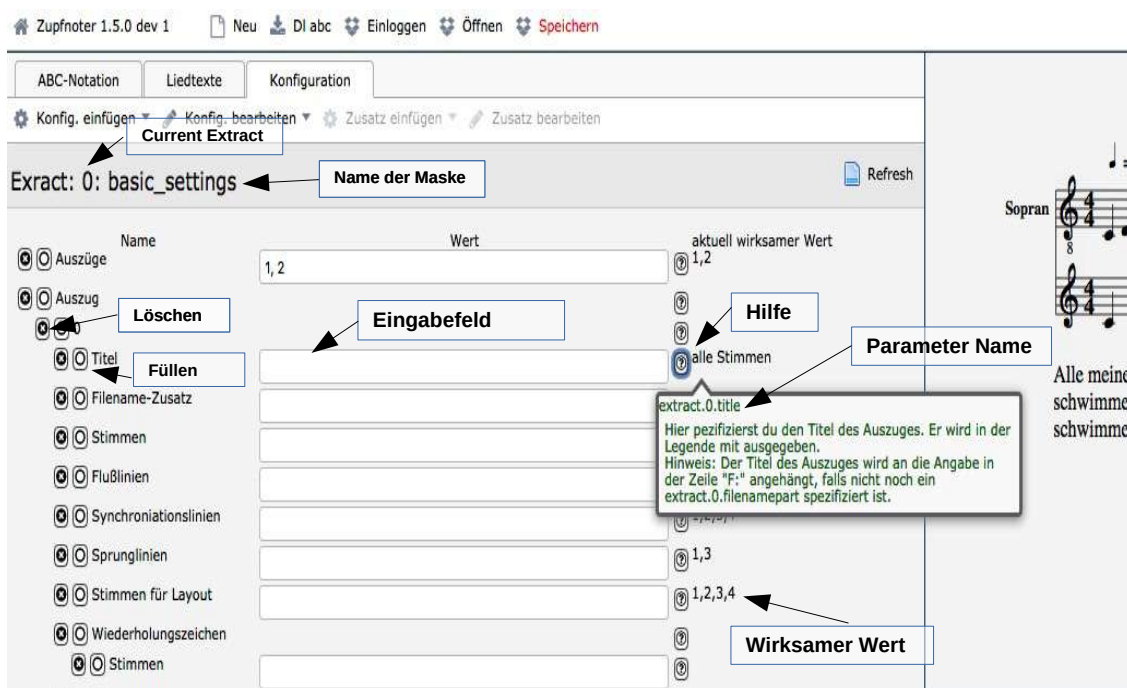 Zupfnoter 1.5.0 dev 1 Neu Dl abc Einloggen Öffnen Speichern
ABC-Notation Liedtexte Konfiguration
Konfig. einfügen Konfig. bearbeiten Zusatz einfügen Zusatz bearbeiten
Current Extract
Exract: 0: basic_settings
Name der Maske
Refresh
Sopran
8
Name Wert aktuell wirksamer Wert
Auszüge 1, 2 1,2
Auszug
Löschen
0
Eingabefeld
Hilfe
Titel alle Stimmen
Füllen
Parameter Name
Filename-Zusatz
extract.0.title
Hier pezifizierst du den Titel des Auszuges. Er wird in der
Legende mit ausgegeben.
Hinweis: Der Titel des Auszuges wird an die Angabe in
der Zeile "F:" angehängt, falls nicht noch ein
extract.0.filenamepart spezifiziert ist.
Alle meine
schwimme
schwimme
Stimmen
Flußlinien
Synchroniationslinien
Sprunglinien 1,3
Stimmen für Layout 1,2,3,4
Wiederholungszeichen
Wirksamer Wert
Stimmen